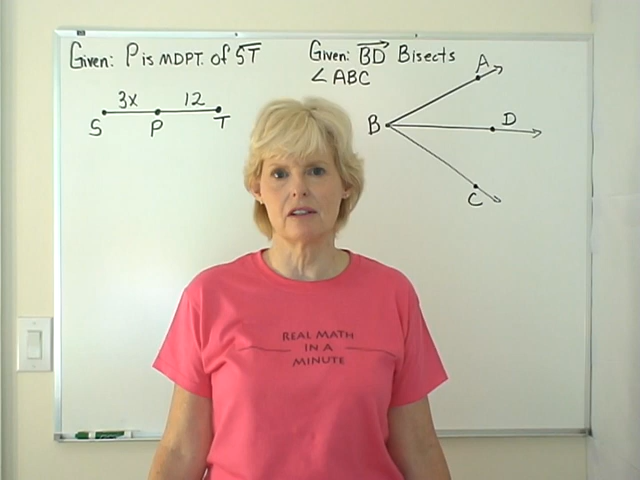 Given: P is MDPT. of ST
3x 12
S P T
Given: BD Bisects
∠ABC
A
B D
C
REAL MATH
IN A
MINUTE